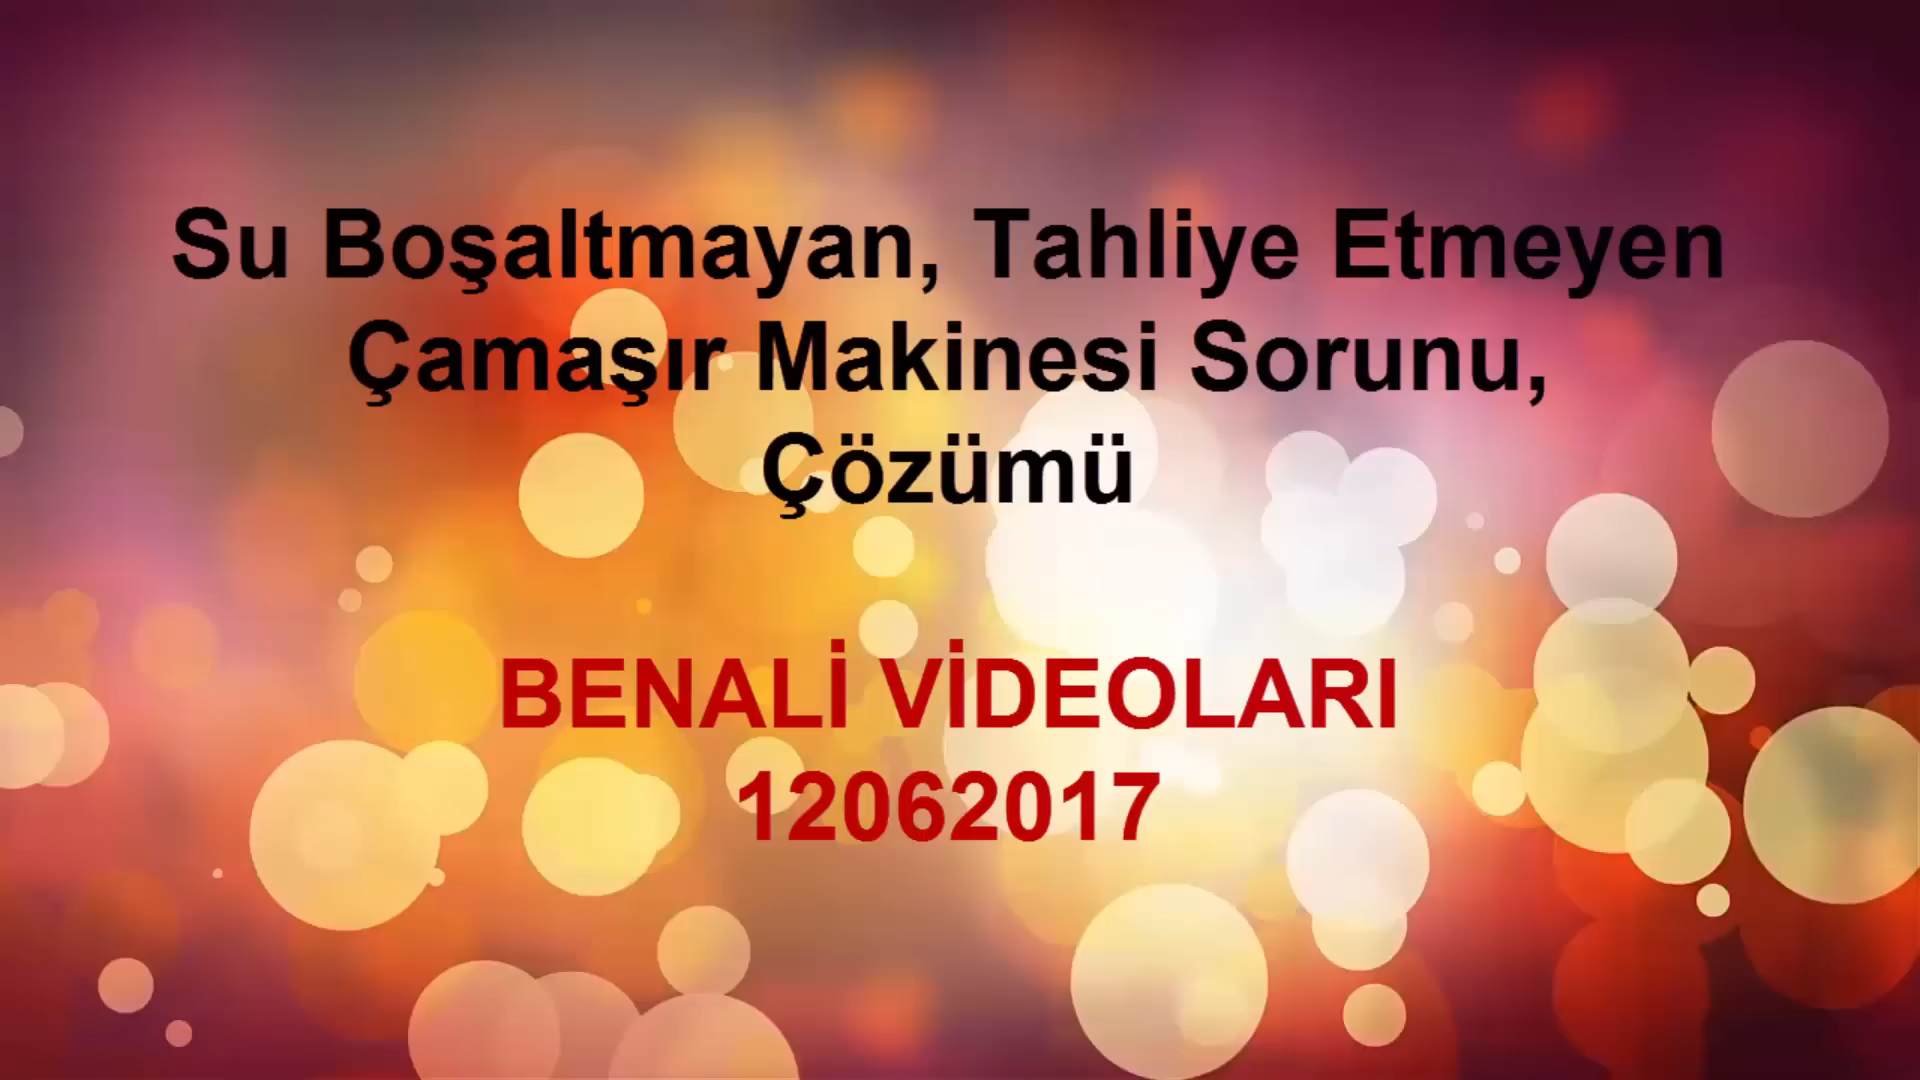 Su Boşaltmayan, Tahliye Etmeyen
Çamaşır Makinesi Sorunu,
Çözümü
BENALİ VİDEOLARI
12062017